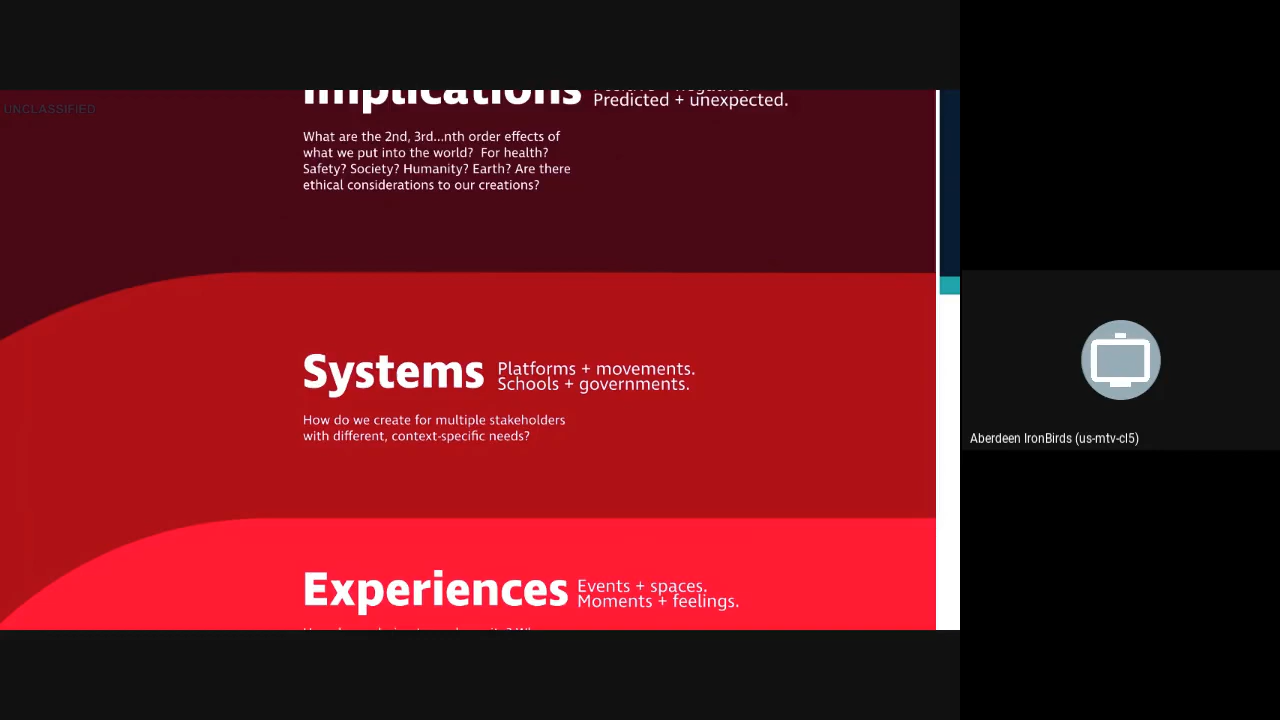 UNCLASSIFIED
Implications
Predicted + unexpected.
What are the 2nd, 3rd...nth order effects of
what we put into the world?  For health?
Safety? Society? Humanity? Earth? Are there
ethical considerations to our creations?
Systems
Platforms + movements.
Schools + governments.
How do we create for multiple stakeholders
with different, context-specific needs?
Experiences
Events + spaces.
Moments + feelings.
Aberdeen IronBirds (us-mtv-cl5)